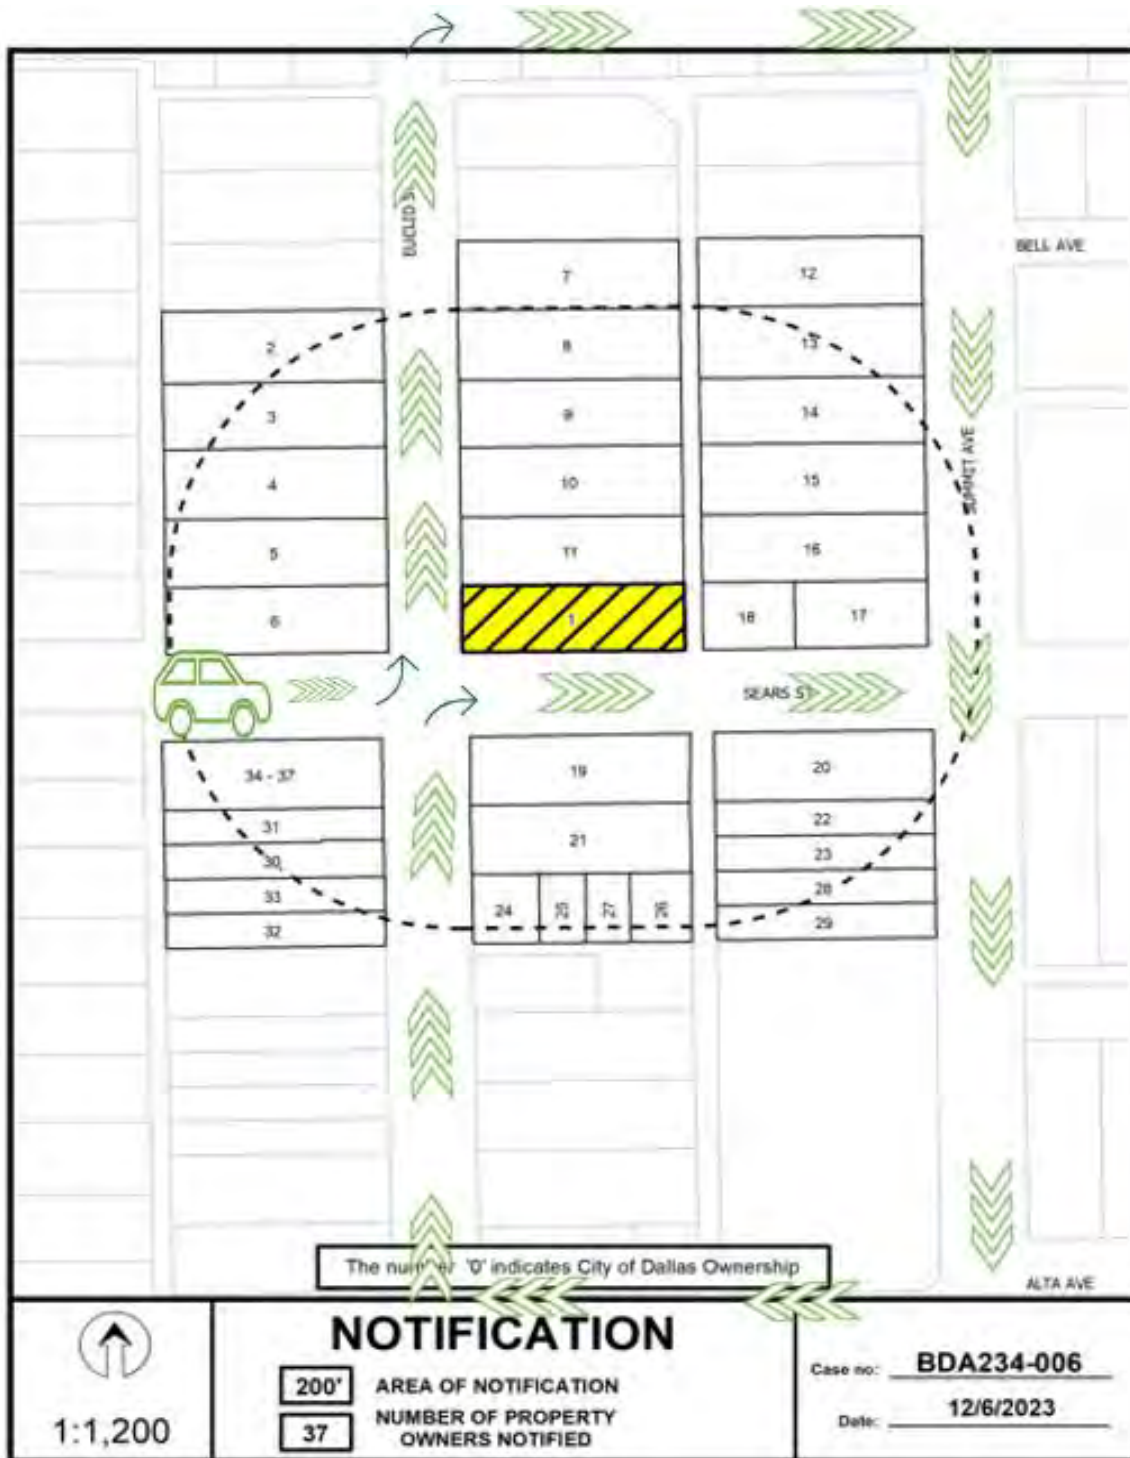 EUCLID ST
BELL AVE
7
12
2
8
13
3
9
14
SUMMIT AVE
4
10
15
5
11
16
6
1
18
17
SEARS ST
34 - 37
19
20
31
22
21
30
23
33
28
24
25
27
26
32
29
The number '0' indicates City of Dallas Ownership
ALTA AVE
NOTIFICATION
200' AREA OF NOTIFICATION
37 NUMBER OF PROPERTY
OWNERS NOTIFIED
1:1,200
Case no: BDA234-006
Date: 12/6/2023